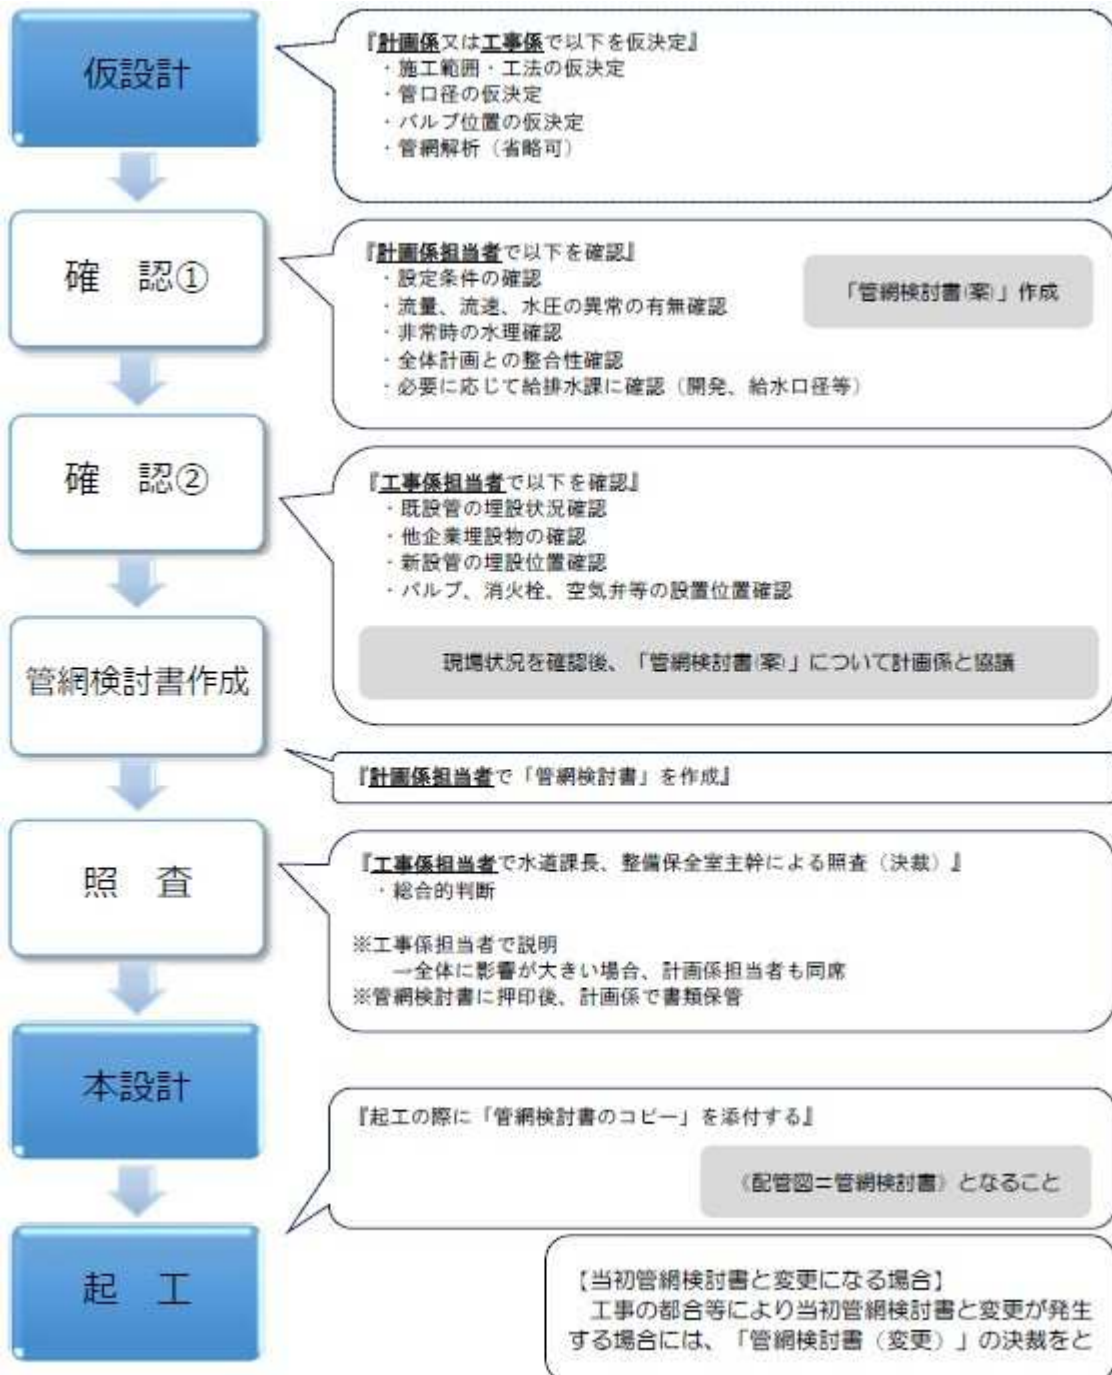 仮設計
『計画係又は工事係で以下を仮決定』
・施工範囲・工法の仮決定
・管口径の仮決定
・バルブ位置の仮決定
・管網解析（省略可）
確　認①
『計画係担当者で以下を確認』
・設定条件の確認
・流量、流速、水圧の異常の有無確認
・非常時の水理確認
・全体計画との整合性確認
・必要に応じて給排水課に確認（開発、給水口径等）
「管網検討書(案)」作成
確　認②
『工事係担当者で以下を確認』
・既設管の埋設状況確認
・他企業埋設物の確認
・新設管の埋設位置確認
・バルブ、消火栓、空気弁等の設置位置確認
現場状況を確認後、「管網検討書(案)」について計画係と協議
管網検討書作成
『計画係担当者で「管網検討書」を作成』
照　査
『工事係担当者で水道課長、整備保全室主幹による照査（決裁）』
・総合的判断
※工事係担当者で説明
―全体に影響が大きい場合、計画係担当者も同席
※管網検討書に押印後、計画係で書類保管
本設計
『起工の際に「管網検討書のコピー」を添付する』
《配管図＝管網検討書》となること
起　工
【当初管網検討書と変更になる場合】
工事の都合等により当初管網検討書と変更が発生
する場合には、「管網検討書（変更）」の決裁をと